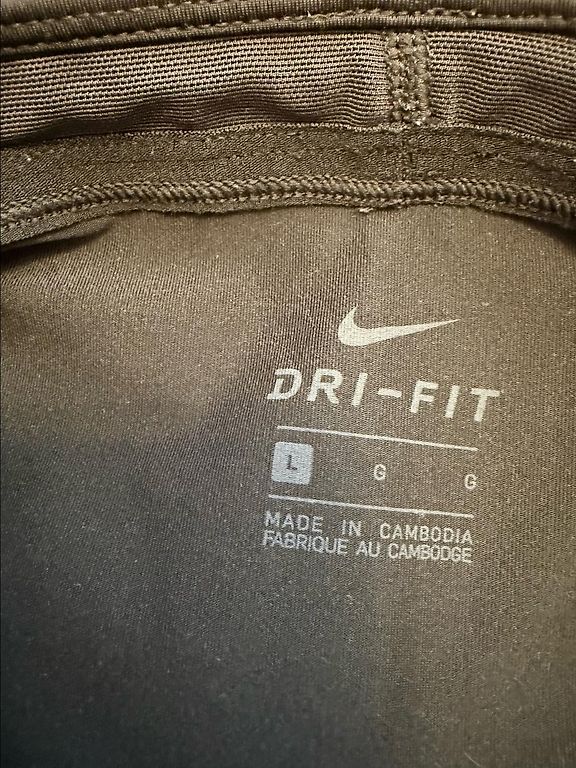 DRI-FIT
L G G
MADE IN CAMBODIA
FABRIQUE AU CAMBODGE